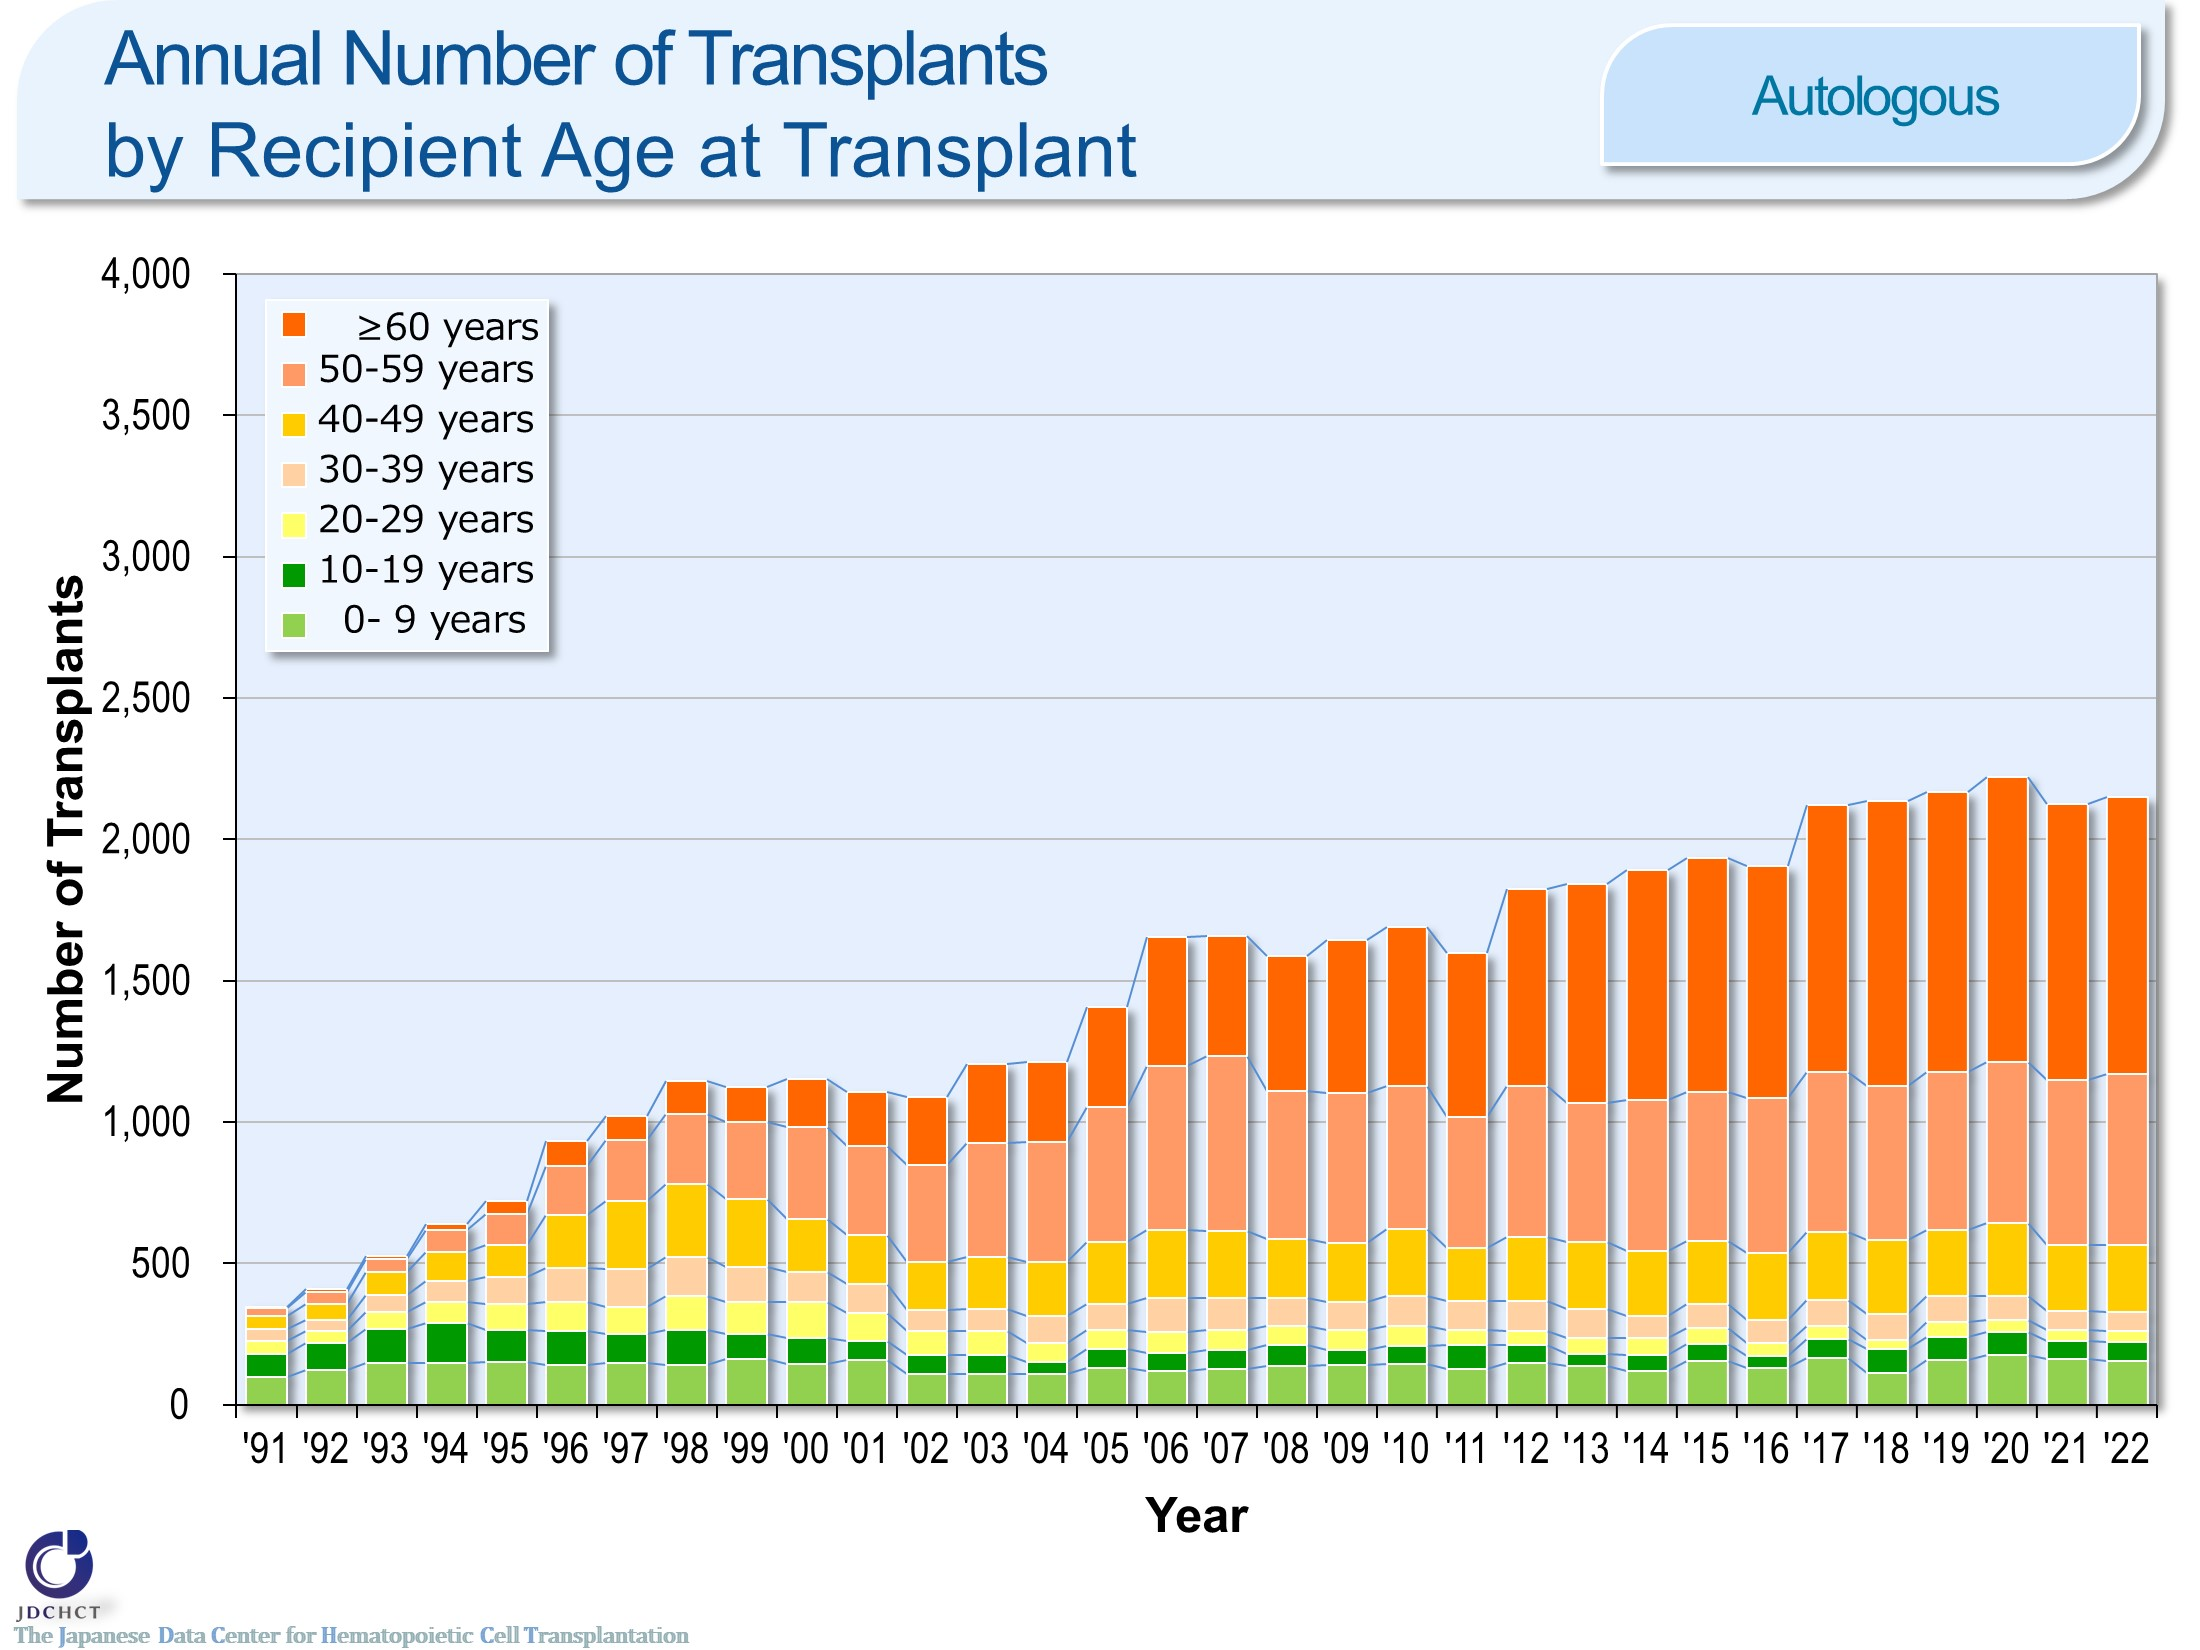 Annual Number of Transplants
by Recipient Age at Transplant
Autologous
4,000
3,500
3,000
2,500
2,000
1,500
1,000
500
0
Number of Transplants
≥60 years
50-59 years
40-49 years
30-39 years
20-29 years
10-19 years
0- 9 years
'91 '92 '93 '94 '95 '96 '97 '98 '99 '00 '01 '02 '03 '04 '05 '06 '07 '08 '09 '10 '11 '12 '13 '14 '15 '16 '17 '18 '19 '20 '21 '22
Year
JDCHCT
The Japanese Data Center for Hematopoietic Cell Transplantation